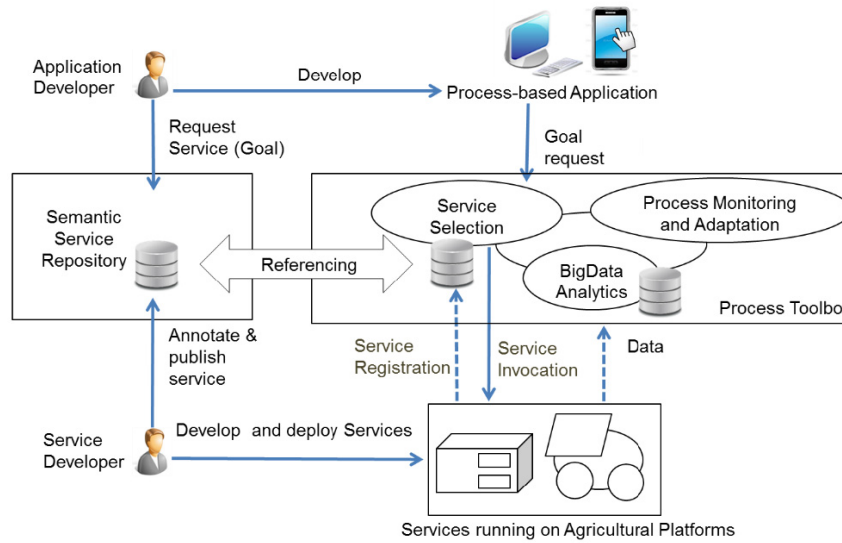 Application
Developer
Develop
Process-based Application
Request
Service (Goal)
Goal
request
Semantic
Service
Repository
Referencing
Service
Selection
Process Monitoring
and Adaptation
BigData
Analytics
Process Toolbo
Annotate &
publish
service
Service
Registration
Service
Invocation
Data
Service
Developer
Develop and deploy Services
Services running on Agricultural Platforms